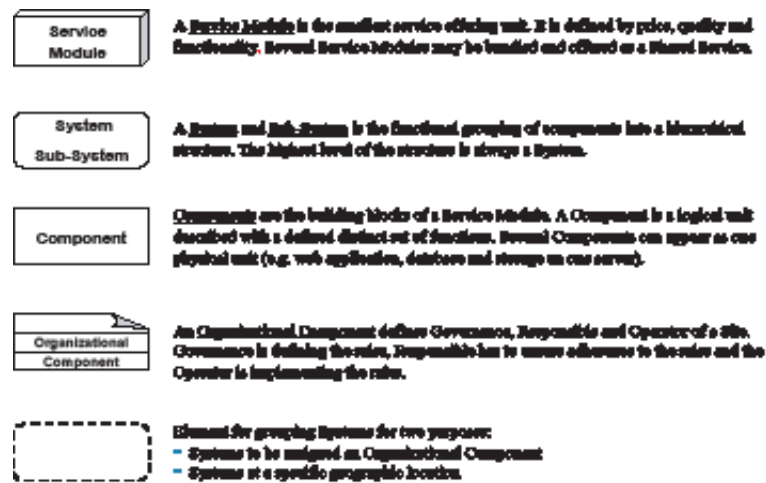 Service
Module
A Service Module is the smallest service offering unit. It is defined by price, quality and
functionality. Several Service Modules may be bundled and offered as a Shared Service.
System
Sub-System
A System and Sub-System is the functional grouping of components into a hierarchical
structure. The highest level of the structure is always a System.
Component
Components are the building blocks of a Service Module. A Component is a logical unit
described with a defined distinct set of functions. Several Components can appear as one
physical unit (e.g. web application, database and storage on one server).
Organizational
Component
An Organizational Component defines Governance, Responsible and Operator of a Site.
Governance is defining the rules, Responsible has to ensure adherence to the rules and the
Operator is implementing the rules.
Element for grouping Systems for two purposes:
- Systems to be assigned an Organizational Component
- Systems at a specific geographic location.